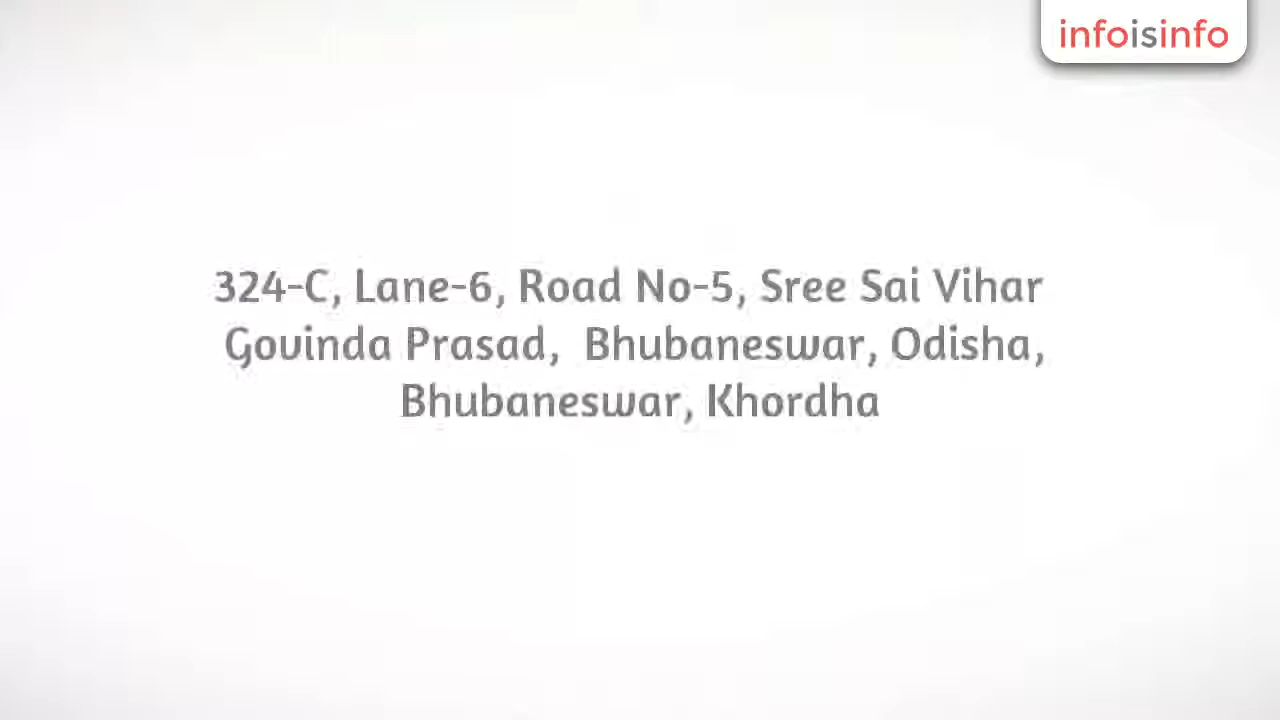 infoisinfo
324-C, Lane-6, Road No-5, Sree Sai Vihar
Govinda Prasad,  Bhubaneswar, Odisha,
Bhubaneswar, Khordha